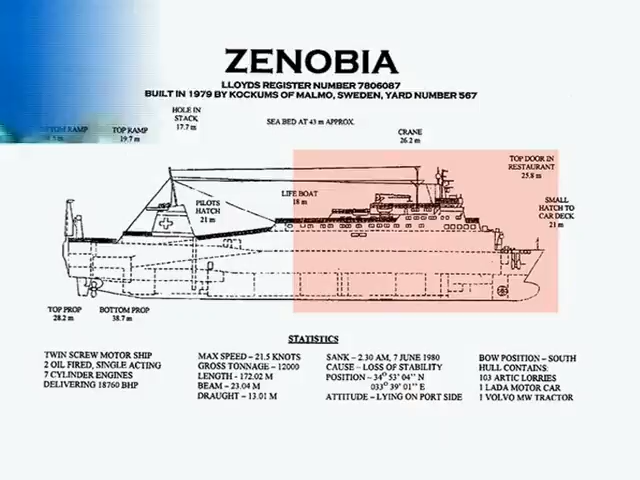 ZENOBIA
LLOYDS REGISTER NUMBER 7806087
BUILT IN 1979 BY KOCKUMS OF MALMO, SWEDEN, YARD NUMBER 567
HOLE IN
STACK
17.7 m
SEA BED AT 43 m APPROX.
RAMP
TOP RAMP
19.7 m
CRANE
26.2 m
TOP DOOR IN
RESTAURANT
25.8 m
LIFE BOAT
18 m
PILOTS
HATCH
21 m
SMALL
HATCH TO
CAR DECK
21 m
TOP PROP
28.2 m
BOTTOM PROP
38.7 m
STATISTICS
TWIN SCREW MOTOR SHIP
2 OIL FIRED, SINGLE ACTING
7 CYLINDER ENGINES
DELIVERING 18760 BHP
MAX SPEED - 21.5 KNOTS
GROSS TONNAGE - 12000
LENGTH - 172.02 M
BEAM - 23.04 M
DRAUGHT - 13.01 M
SANK - 2.30 AM, 7 JUNE 1980
CAUSE - LOSS OF STABILITY
POSITION - 34° 53' 04" N
033° 39' 01" E
ATTITUDE - LYING ON PORT SIDE
BOW POSITION - SOUTH
HULL CONTAINS:
103 ARTIC LORRIES
1 LADA MOTOR CAR
1 VOLVO MW TRACTOR